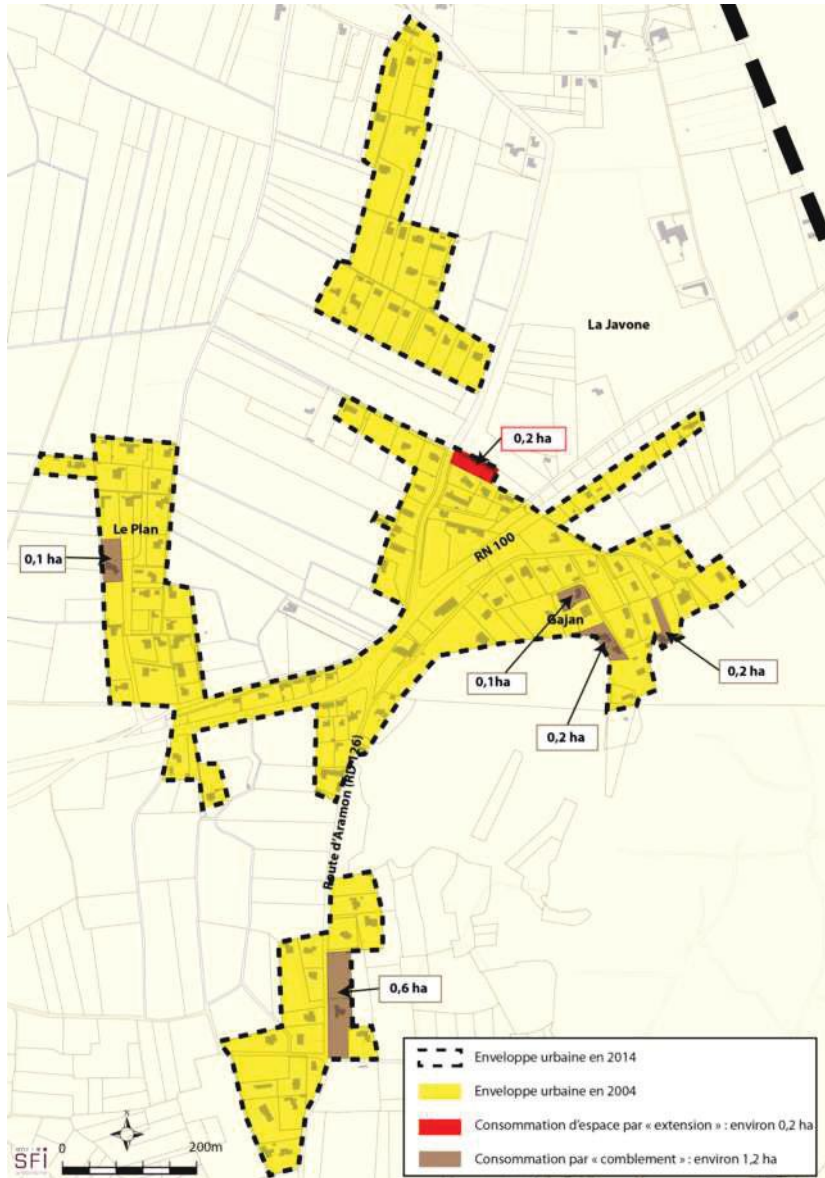 La Javone
0,2 ha
Le Plan
RN 100
0,1 ha
Gajan
0,1ha
0,2 ha
0,2 ha
Route d'Aramon (RD 126)
0,6 ha
Enveloppe urbaine en 2014
Enveloppe urbaine en 2004
Consommation d'espace par « extension » : environ 0,2 ha
Consommation par « comblement » : environ 1,2 ha
N
0 200m
SFI